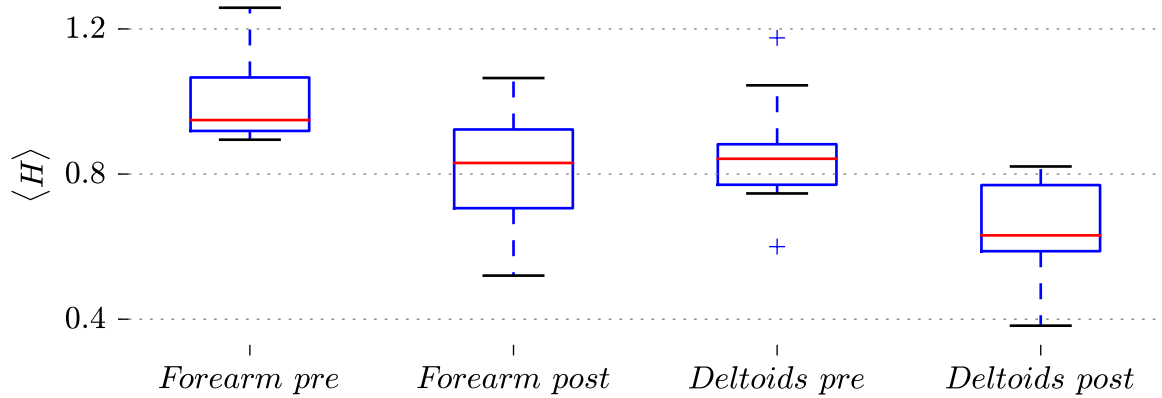 1.2
0.8
0.4
⟨H⟩
Forearm pre
Forearm post
Deltoids pre
Deltoids post